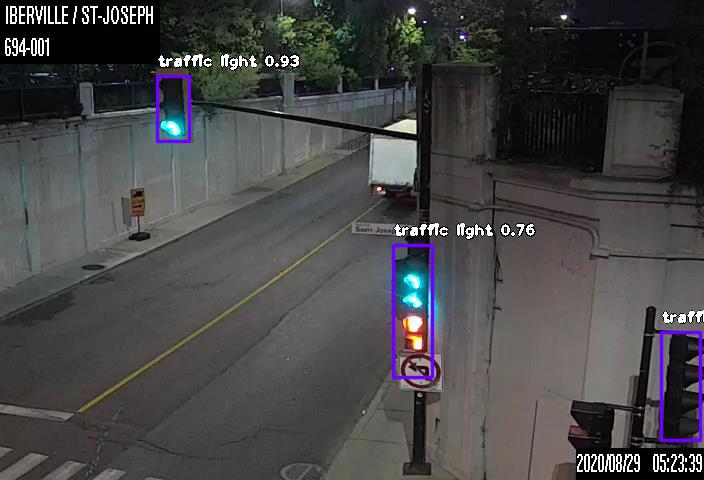 IBERVILLE / ST-JOSEPH
694-001
traffic light 0.93
traffic light 0.76
traff
2020/08/29 05:23:39